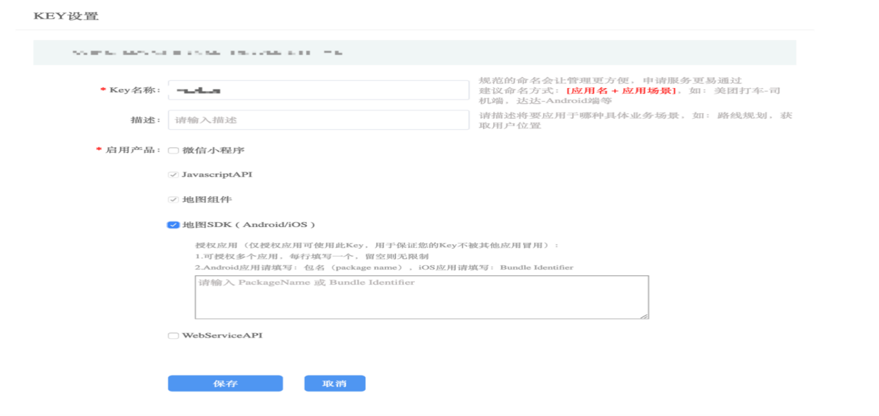 KEY设置
* Key名称：
规范的命名会让管理更方便，申请服务更易通过
建议命名方式：[应用名 + 应用场景]，如：美团打车-司
机端，达达-Android端等
描述：
请输入描述
请描述将要应用于哪种具体业务场景，如：路线规划，获
取用户位置
* 启用产品：
微信小程序
JavascriptAPI
地图组件
地图SDK（Android/iOS）
授权应用（仅授权应用可使用此Key，用于保证您的Key不被其他应用冒用）：
1.可授权多个应用，每行填写一个，留空则无限制
2.Android应用请填写：包名（package name），iOS应用请填写：Bundle Identifier
请输入 PackageName 或 Bundle Identifier
WebServiceAPI
保存
取消